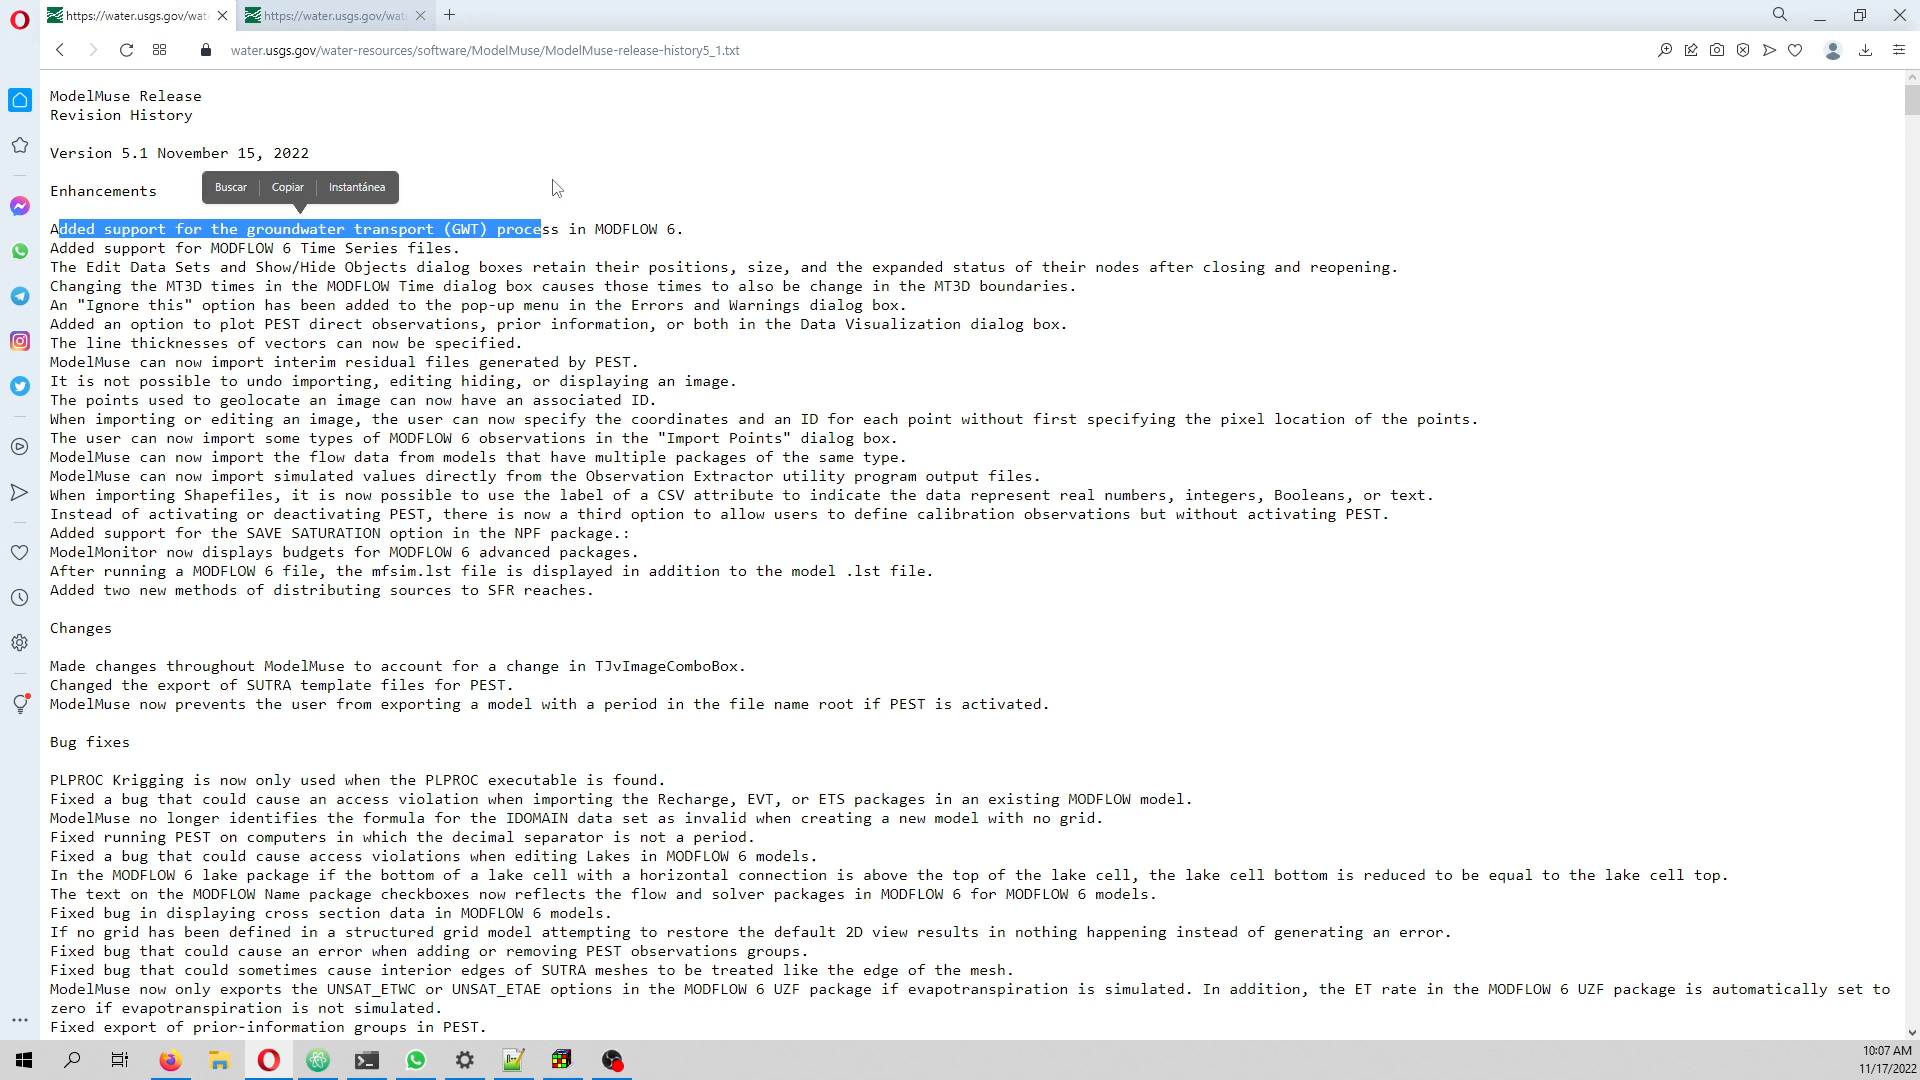 https://water.usgs.gov/wat
https://water.usgs.gov/wat
water.usgs.gov/water-resources/software/ModelMuse/ModelMuse-release-history5_1.txt
ModelMuse Release
Revision History
Version 5.1 November 15, 2022
Enhancements
Buscar Copiar Instantánea
Added support for the groundwater transport (GWT) process in MODFLOW 6.
Added support for MODFLOW 6 Time Series files.
The Edit Data Sets and Show/Hide Objects dialog boxes retain their positions, size, and the expanded status of their nodes after closing and reopening.
Changing the MT3D times in the MODFLOW Time dialog box causes those times to also be change in the MT3D boundaries.
An "Ignore this" option has been added to the pop-up menu in the Errors and Warnings dialog box.
Added an option to plot PEST direct observations, prior information, or both in the Data Visualization dialog box.
The line thicknesses of vectors can now be specified.
ModelMuse can now import interim residual files generated by PEST.
It is not possible to undo importing, editing hiding, or displaying an image.
The points used to geolocate an image can now have an associated ID.
When importing or editing an image, the user can now specify the coordinates and an ID for each point without first specifying the pixel location of the points.
The user can now import some types of MODFLOW 6 observations in the "Import Points" dialog box.
ModelMuse can now import the flow data from models that have multiple packages of the same type.
ModelMuse can now import simulated values directly from the Observation Extractor utility program output files.
When importing Shapefiles, it is now possible to use the label of a CSV attribute to indicate the data represent real numbers, integers, Booleans, or text.
Instead of activating or deactivating PEST, there is now a third option to allow users to define calibration observations but without activating PEST.
Added support for the SAVE SATURATION option in the NPF package.:
ModelMonitor now displays budgets for MODFLOW 6 advanced packages.
After running a MODFLOW 6 file, the mfsim.lst file is displayed in addition to the model .lst file.
Added two new methods of distributing sources to SFR reaches.
Changes
Made changes throughout ModelMuse to account for a change in TJvImageComboBox.
Changed the export of SUTRA template files for PEST.
ModelMuse now prevents the user from exporting a model with a period in the file name root if PEST is activated.
Bug fixes
PLPROC Krigging is now only used when the PLPROC executable is found.
Fixed a bug that could cause an access violation when importing the Recharge, EVT, or ETS packages in an existing MODFLOW model.
ModelMuse no longer identifies the formula for the IDOMAIN data set as invalid when creating a new model with no grid.
Fixed running PEST on computers in which the decimal separator is not a period.
Fixed a bug that could cause access violations when editing Lakes in MODFLOW 6 models.
In the MODFLOW 6 lake package if the bottom of a lake cell with a horizontal connection is above the top of the lake cell, the lake cell bottom is reduced to be equal to the lake cell top.
The text on the MODFLOW Name package checkboxes now reflects the flow and solver packages in MODFLOW 6 for MODFLOW 6 models.
Fixed bug in displaying cross section data in MODFLOW 6 models.
If no grid has been defined in a structured grid model attempting to restore the default 2D view results in nothing happening instead of generating an error.
Fixed bug that could cause an error when adding or removing PEST observations groups.
Fixed bug that could sometimes cause interior edges of SUTRA meshes to be treated like the edge of the mesh.
ModelMuse now only exports the UNSAT_ETWC or UNSAT_ETAE options in the MODFLOW 6 UZF package if evapotranspiration is simulated. In addition, the ET rate in the MODFLOW 6 UZF package is automatically set to
zero if evapotranspiration is not simulated.
Fixed export of prior-information groups in PEST.
10:07 AM
11/17/2022